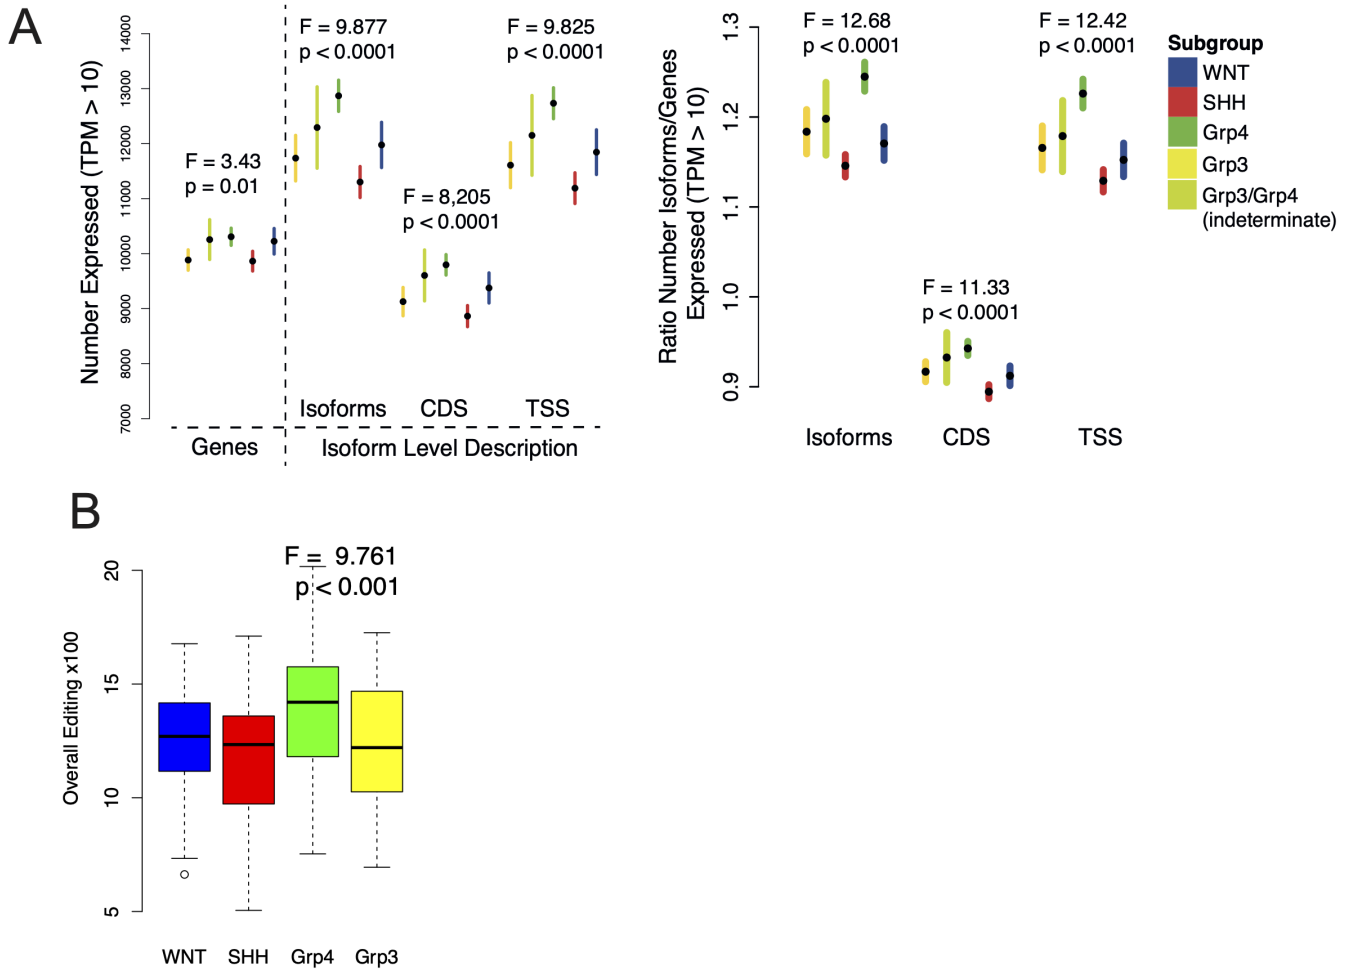 A
Number Expressed (TPM > 10)
14000
13000
12000
11000
10000
9000
8000
7000
F = 3.43
p = 0.01
F = 9.877
p < 0.0001
F = 8,205
p < 0.0001
F = 9.825
p < 0.0001
Isoforms
CDS
TSS
Genes
Isoform Level Description
Ratio Number Isoforms/Genes
Expressed (TPM > 10)
1.3
1.2
1.1
1.0
0.9
F = 12.68
p < 0.0001
F = 11.33
p < 0.0001
F = 12.42
p < 0.0001
Isoforms
CDS
TSS
Subgroup
WNT
SHH
Grp4
Grp3
Grp3/Grp4
(indeterminate)
B
Overall Editing x100
20
15
10
5
F = 9.761
p < 0.001
WNT
SHH
Grp4
Grp3